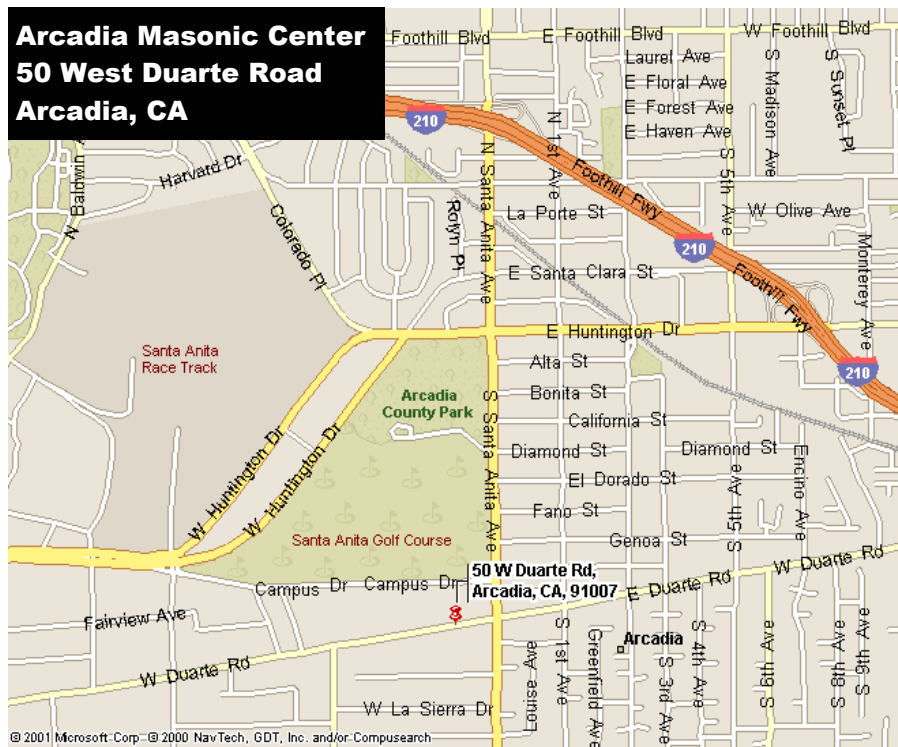 Arcadia Masonic Center
50 West Duarte Road
Arcadia, CA
Foothill Blvd
E Foothill Blvd
W Foothill Blvd
Laurel Ave
E Floral Ave
E Forest Ave
E Haven Ave
S Madison Ave
S Sunset Pl
210
N 1st Ave
S 5th Ave
N Baldwin A
Harvard Dr
Colorado Pl
Rolyn Pl
N Santa Anita Ave
La Porte St
Foothill Fwy
W Olive Ave
210
Foothill Fwy
Monterey Ave
E Santa Clara St
E Huntington Dr
210
Santa Anita
Race Track
Arcadia
County Park
Alta St
Bonita St
California St
Diamond St
Diamond St
El Dorado St
Fano St
Genoa St
S Santa Anita Ave
S 5th Ave
Encino Ave
W Huntington Dr
W Huntington Dr
Santa Anita Golf Course
Campus Dr
Campus Dr
50 W Duarte Rd,
Arcadia, CA, 91007
E Duarte Rd
W Duarte Rd
Fairview Ave
W Duarte Rd
Arcadia
Louise Ave
S 1st Ave
Greenfield Ave
S 3rd Ave
S 4th Ave
S 6th Ave
S 8th Ave
S 9th Ave
W La Sierra Dr
© 2001 Microsoft Corp © 2000 NavTech, GDT, Inc. and/or Compusearch